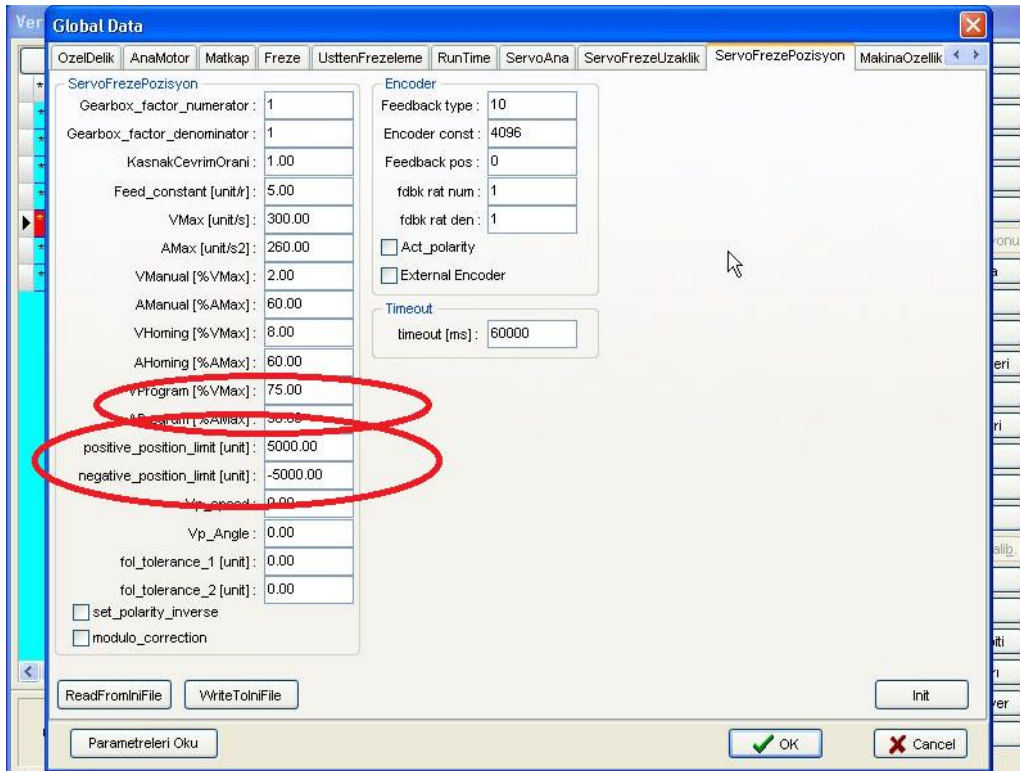 Ver
Global Data
OzelDelik AnaMotor Matkap Freze UsttenFrezeleme RunTime ServoAna ServoFrezeUzaklik ServoFrezePozisyon MakinaOzellik
ServoFrezePozisyon
Gearbox_factor_numerator : 1
Gearbox_factor_denominator : 1
KasnakCevrimOrani : 1.00
Feed_constant [unit/r] : 5.00
VMax [unit/s] : 300.00
AMax [unit/s2] : 260.00
VManual [%VMax] : 2.00
AManual [%AMax] : 60.00
VHoming [%VMax] : 8.00
AHoming [%AMax] : 60.00
VProgram [%VMax] : 75.00
[%AMax] :
positive_position_limit [unit] : 5000.00
negative_position_limit [unit] : -5000.00
Vp_speed : 0.00
Vp_Angle : 0.00
fol_tolerance_1 [unit] : 0.00
fol_tolerance_2 [unit] : 0.00
set_polarity_inverse
modulo_correction
Encoder
Feedback type : 10
Encoder const : 4096
Feedback pos : 0
fdbk rat num : 1
fdbk rat den : 1
Act_polarity
External Encoder
Timeout
timeout [ms] : 60000
ReadFromIniFile WriteToIniFile Init
Parametreleri Oku OK Cancel